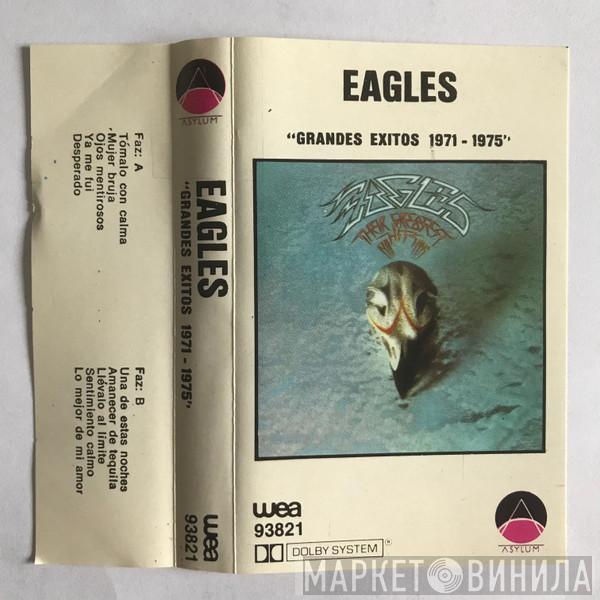 EAGLES
"GRANDES EXITOS 1971 - 1975"
EAGLES
THEIR GREATEST
HITS
wea
93821
DOLBY SYSTEM
ASYLUM
ASYLUM
EAGLES
"GRANDES EXITOS 1971 - 1975"
wea
93821
Faz: A
Tómalo con calma
Mujer bruja
Ojos mentirosos
Ya me fui
Desperado
Faz: B
Una de estas noches
Amanecer de tequila
Llévalo al límite
Sentimiento calmo
Lo mejor de mi amor
МАРКЕТ ВИНИЛА